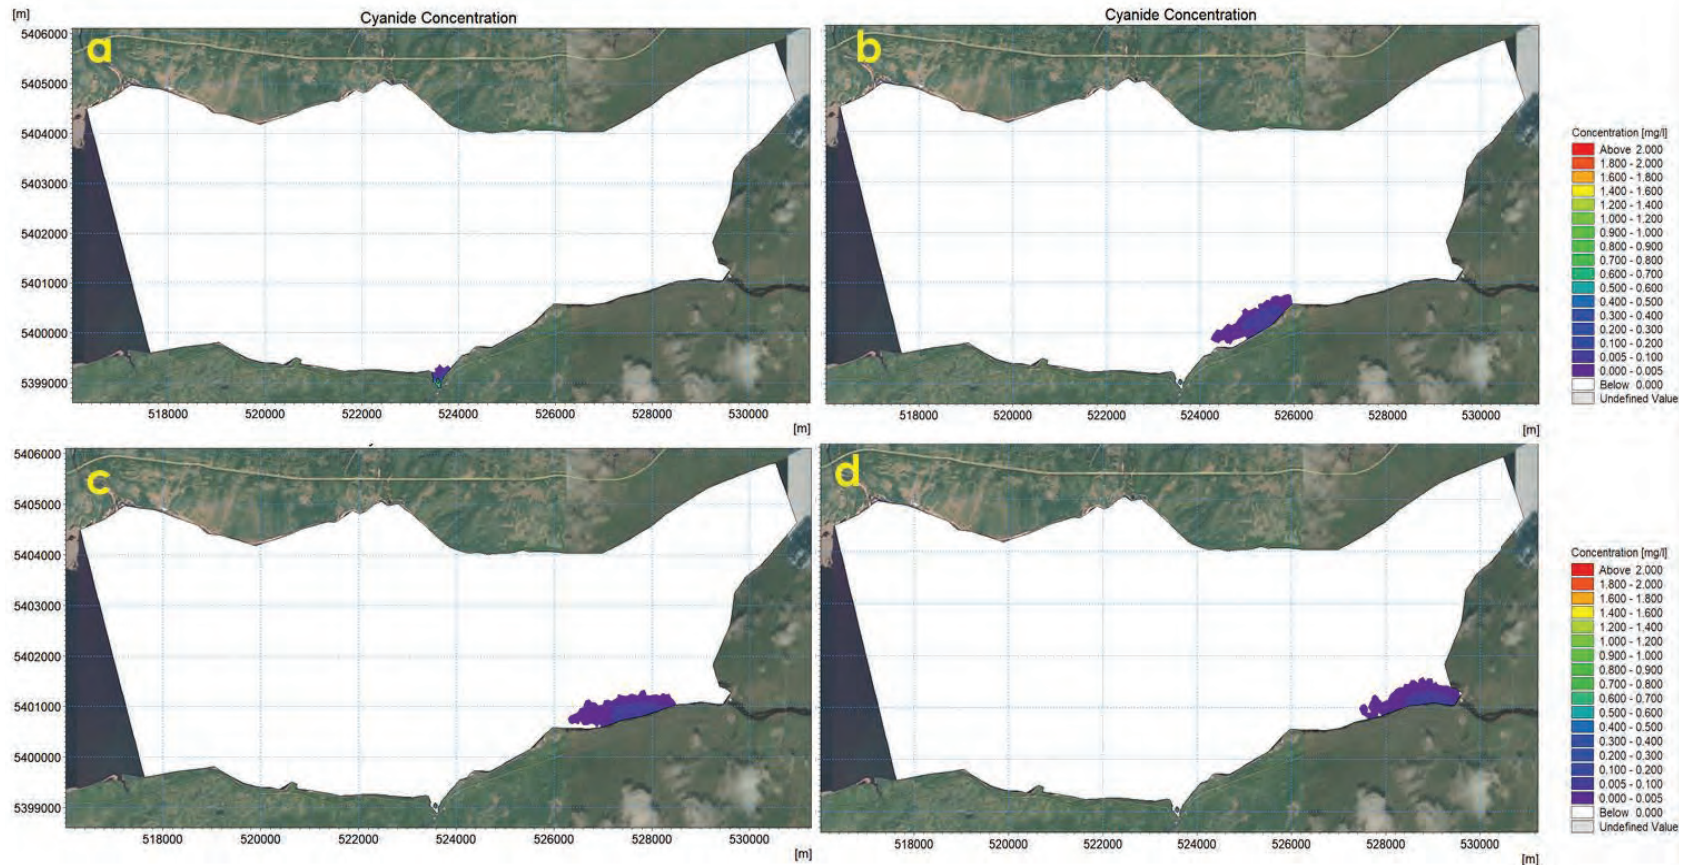 [m]
Cyanide Concentration
Cyanide Concentration
a
b
5406000
5405000
5404000
5403000
5402000
5401000
5400000
5399000
518000 520000 522000 524000 526000 528000 530000
[m]
518000 520000 522000 524000 526000 528000 530000
[m]
Concentration [mg/l]
Above 2.000
1.800 - 2.000
1.600 - 1.800
1.400 - 1.600
1.200 - 1.400
1.000 - 1.200
0.900 - 1.000
0.800 - 0.900
0.700 - 0.800
0.600 - 0.700
0.500 - 0.600
0.400 - 0.500
0.300 - 0.400
0.200 - 0.300
0.100 - 0.200
0.005 - 0.100
0.000 - 0.005
Below 0.000
Undefined Value
c
d
5406000
5405000
5404000
5403000
5402000
5401000
5400000
5399000
518000 520000 522000 524000 526000 528000 530000
[m]
518000 520000 522000 524000 526000 528000 530000
[m]
Concentration [mg/l]
Above 2.000
1.800 - 2.000
1.600 - 1.800
1.400 - 1.600
1.200 - 1.400
1.000 - 1.200
0.900 - 1.000
0.800 - 0.900
0.700 - 0.800
0.600 - 0.700
0.500 - 0.600
0.400 - 0.500
0.300 - 0.400
0.200 - 0.300
0.100 - 0.200
0.005 - 0.100
0.000 - 0.005
Below 0.000
Undefined Value